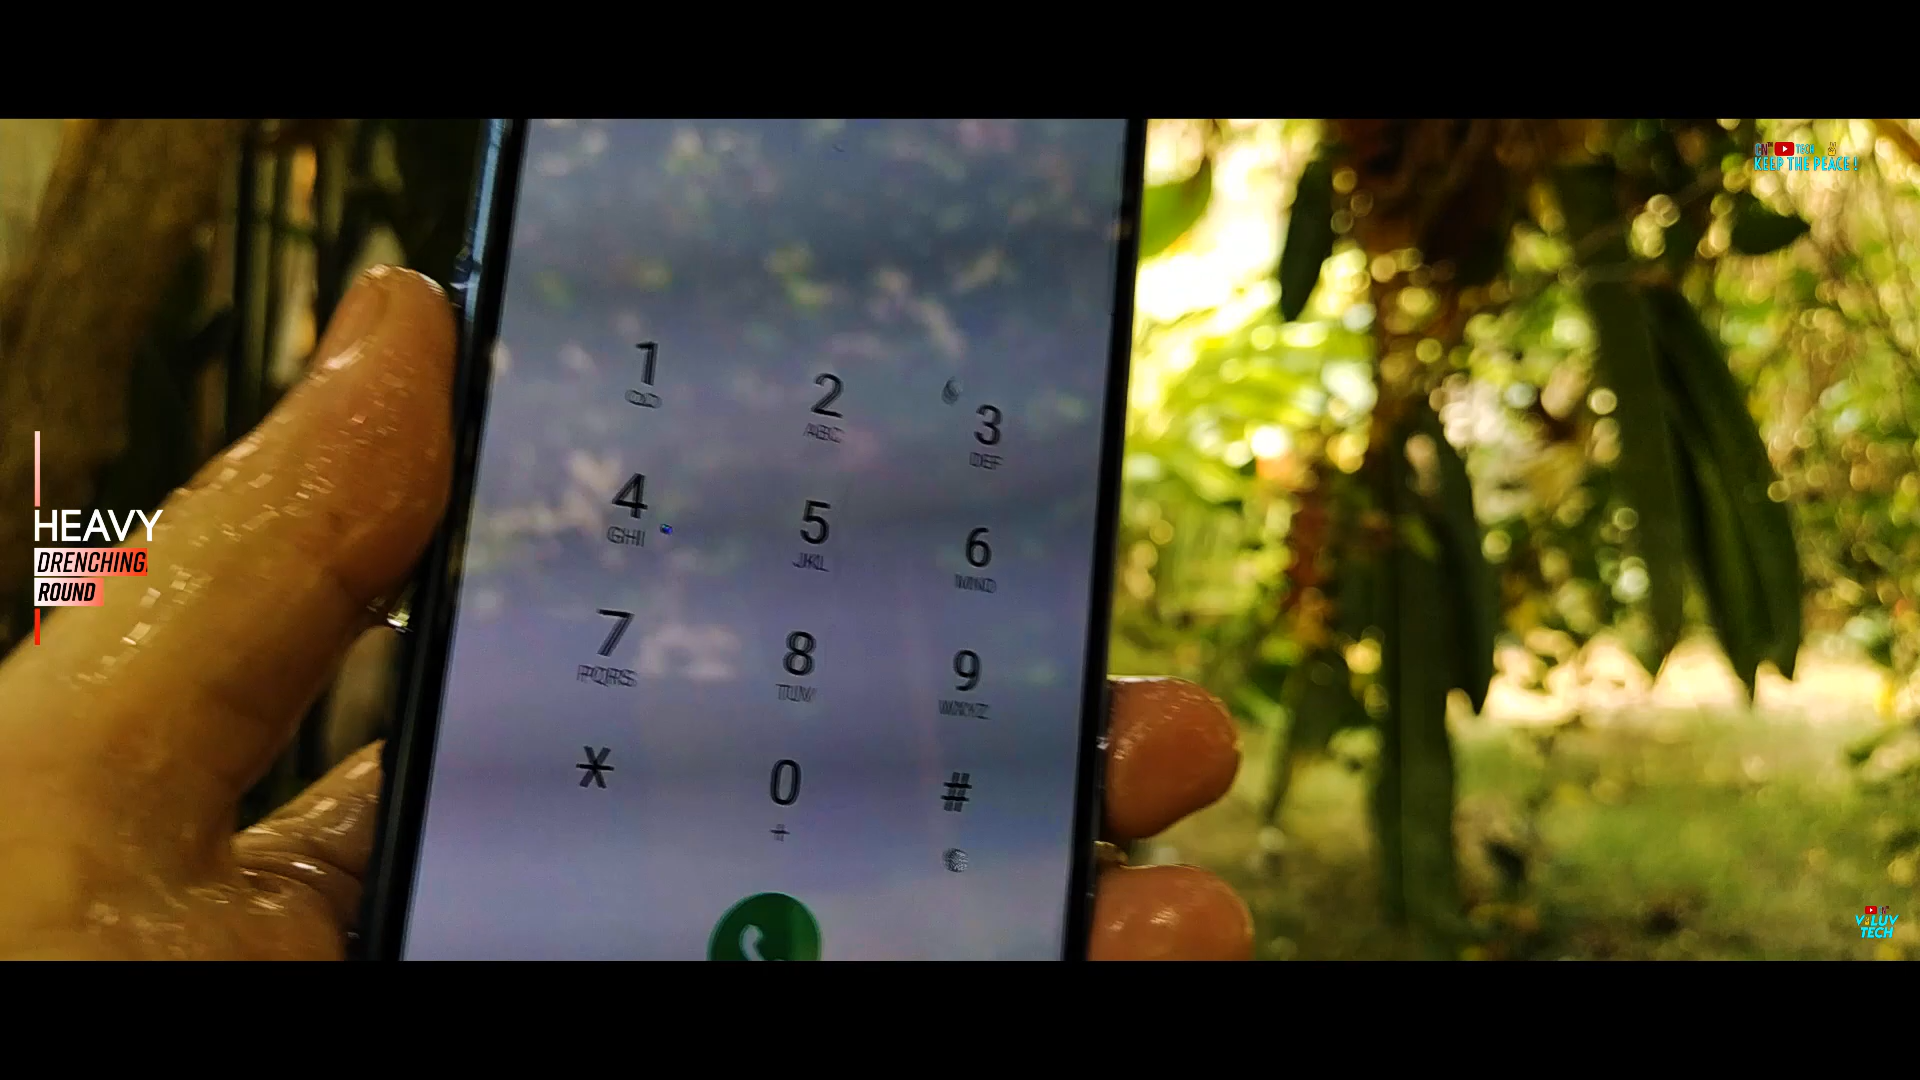 HEAVY
DRENCHING
ROUND
TECH
KEEP THE PEACE !
1
2
ABC
3
DEF
4
GHI
5
JKL
6
MNO
7
PQRS
8
TUV
9
WXYZ
*
0
+
#
TECH